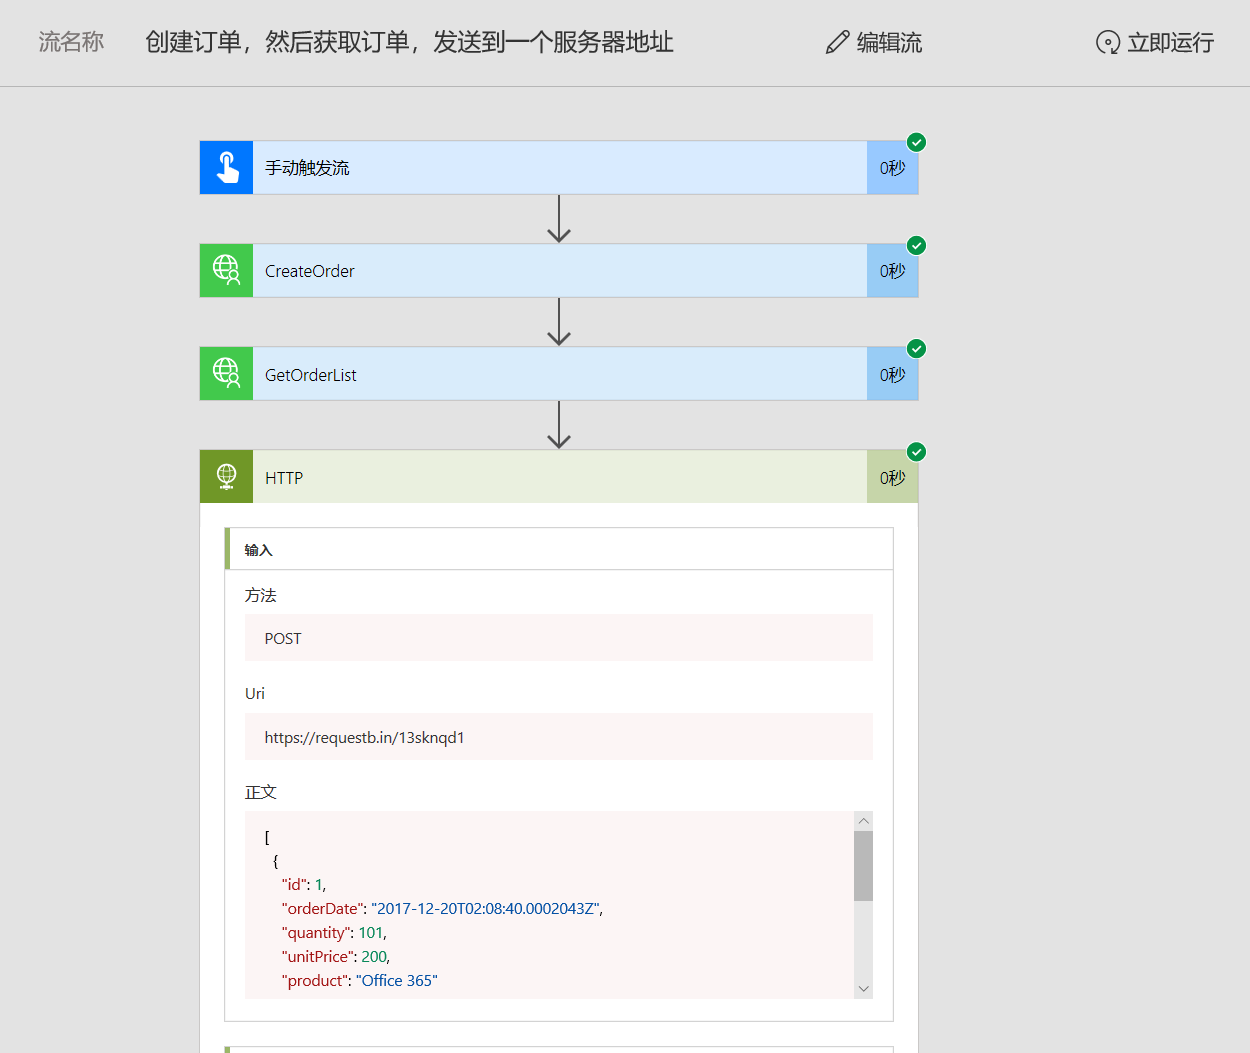 流名称 创建订单，然后获取订单，发送到一个服务器地址 编辑流 立即运行
手动触发流 0秒
CreateOrder 0秒
GetOrderList 0秒
HTTP 0秒
输入
方法
POST
Uri
https://requestb.in/13sknqd1
正文
[
{
"id": 1,
"orderDate": "2017-12-20T02:08:40.0002043Z",
"quantity": 101,
"unitPrice": 200,
"product": "Office 365"